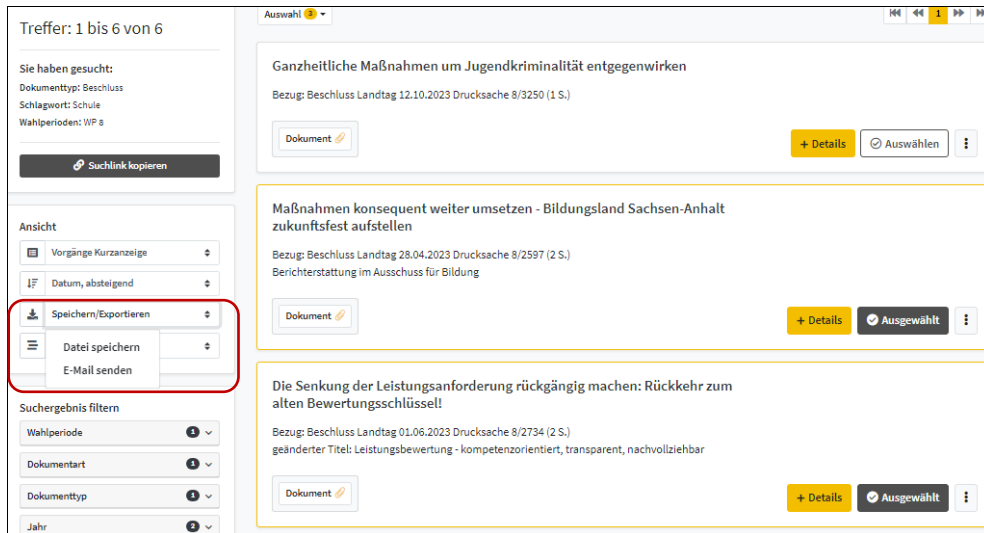 Treffer: 1 bis 6 von 6
Sie haben gesucht:
Dokumenttyp: Beschluss
Schlagwort: Schule
Wahlperioden: WP 8
Suchlink kopieren
Ansicht
Vorgänge Kurzanzeige
Datum, absteigend
Speichern/Exportieren
Datei speichern
E-Mail senden
Suchergebnis filtern
Wahlperiode 1
Dokumentart 1
Dokumenttyp 1
Jahr 2
Auswahl 3
1
Ganzheitliche Maßnahmen um Jugendkriminalität entgegenwirken
Bezug: Beschluss Landtag 12.10.2023 Drucksache 8/3250 (1 S.)
Dokument
+ Details Auswählen
Maßnahmen konsequent weiter umsetzen - Bildungsland Sachsen-Anhalt
zukunftsfest aufstellen
Bezug: Beschluss Landtag 28.04.2023 Drucksache 8/2597 (2 S.)
Berichterstattung im Ausschuss für Bildung
Dokument
+ Details Ausgewählt
Die Senkung der Leistungsanforderung rückgängig machen: Rückkehr zum
alten Bewertungsschlüssel!
Bezug: Beschluss Landtag 01.06.2023 Drucksache 8/2734 (2 S.)
geänderter Titel: Leistungsbewertung - kompetenzorientiert, transparent, nachvollziehbar
Dokument
+ Details Ausgewählt